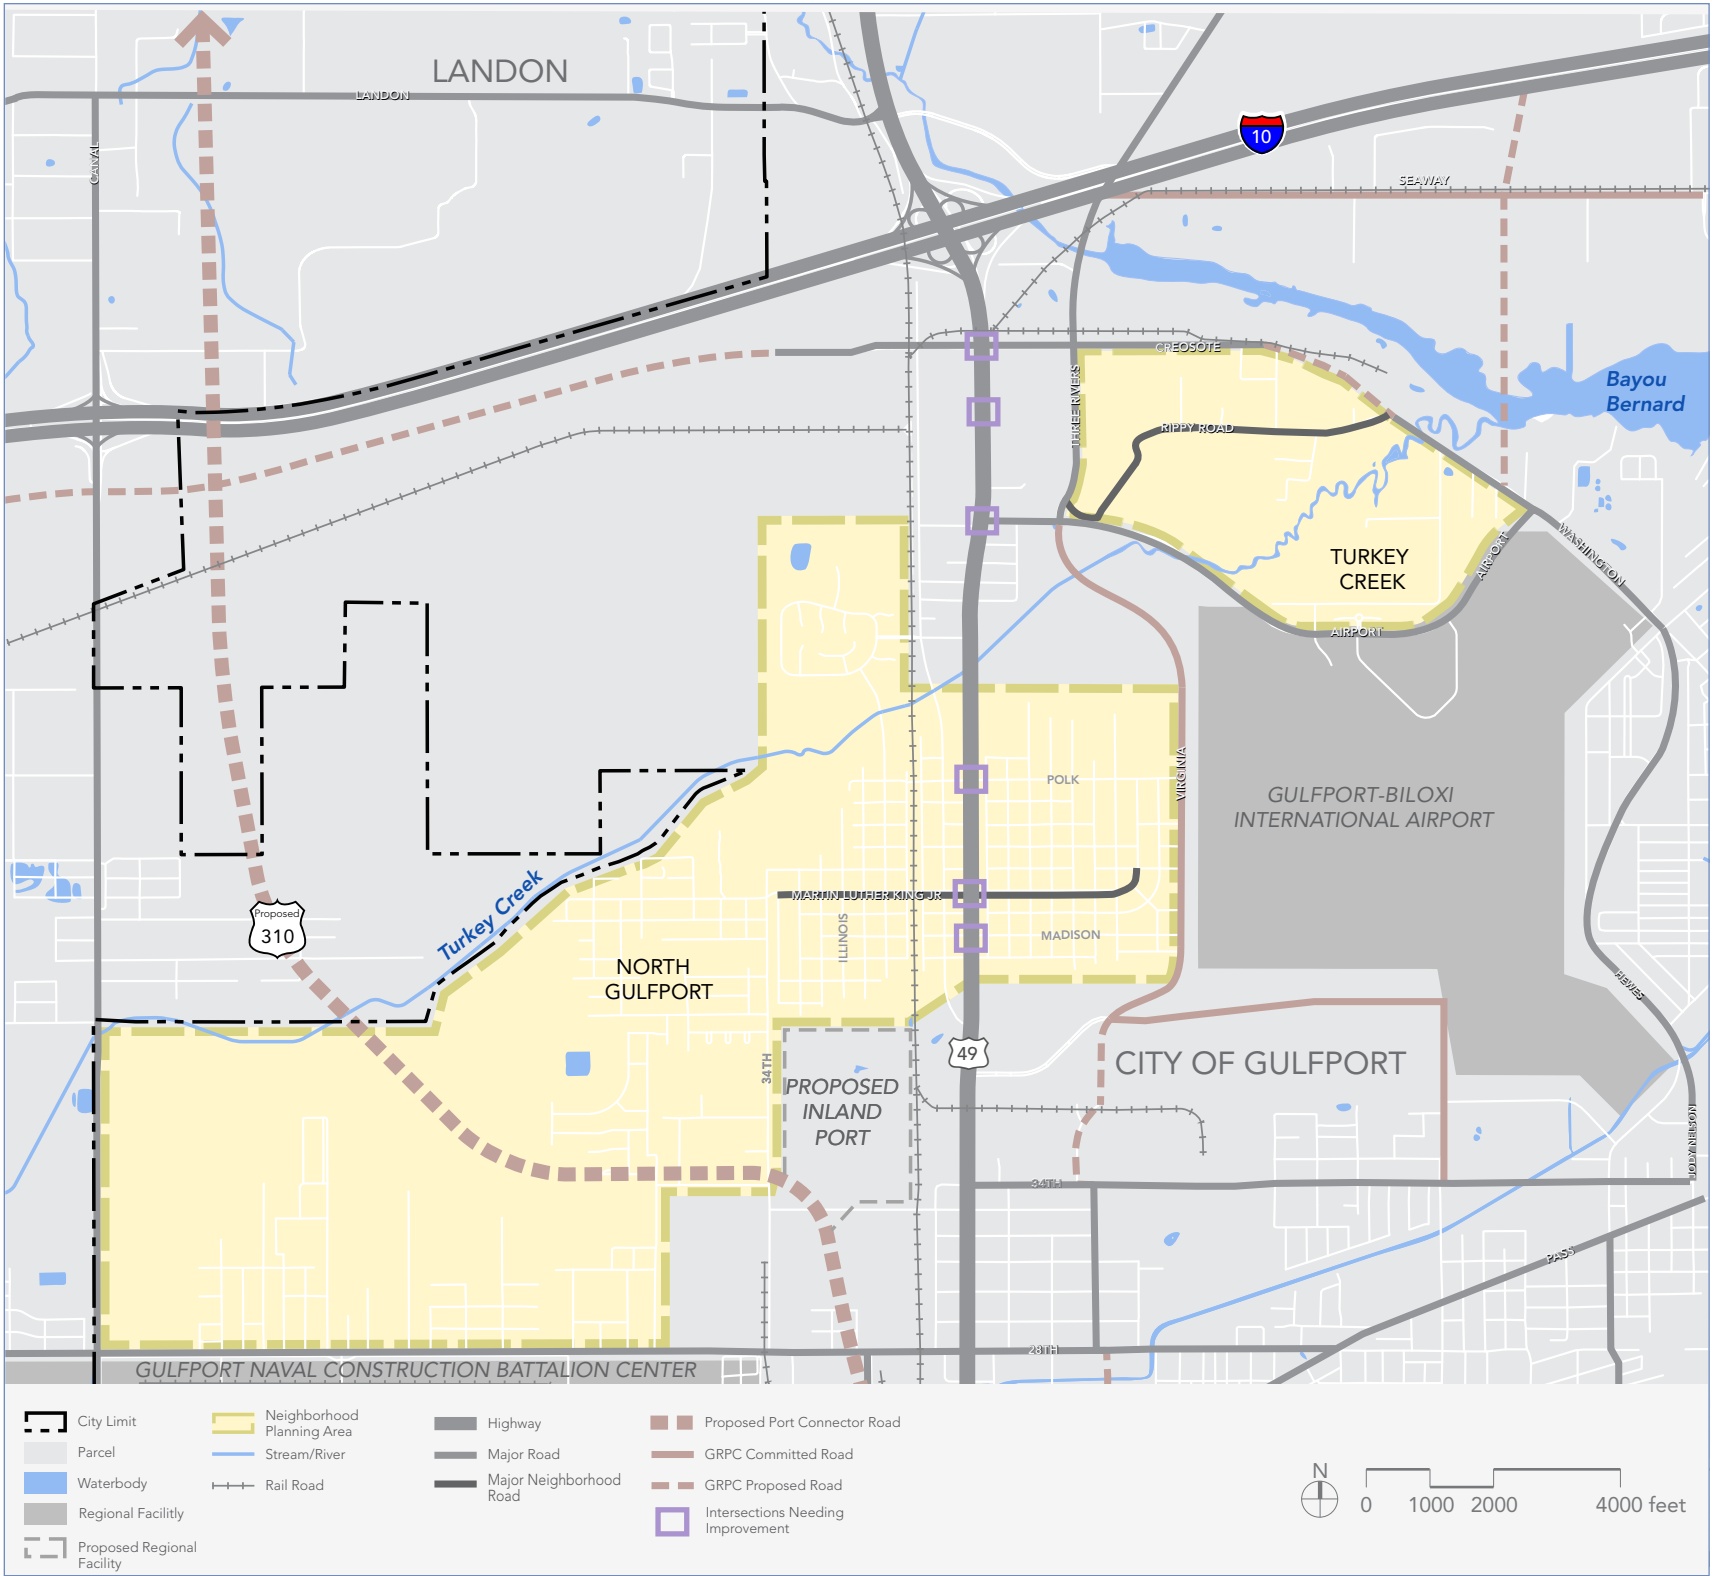 LANDON
LANDON
CANAL
10
SEAWAY
CREOSOTE
THREE RIVERS
RIPPY ROAD
Bayou
Bernard
TURKEY
CREEK
WASHINGTON
AIRPORT
AIRPORT
VIRGINIA
POLK
GULFPORT-BILOXI
INTERNATIONAL AIRPORT
MARTIN LUTHER KING JR
ILLINOIS
MADISON
Turkey Creek
Proposed
310
NORTH
GULFPORT
HEWES
34TH
PROPOSED
INLAND
PORT
49
CITY OF GULFPORT
JODY NELSON
34TH
PASS
28TH
GULFPORT NAVAL CONSTRUCTION BATTALION CENTER
City Limit
Parcel
Waterbody
Regional Facilitly
Proposed Regional
Facility
Neighborhood
Planning Area
Stream/River
Rail Road
Highway
Major Road
Major Neighborhood
Road
Proposed Port Connector Road
GRPC Committed Road
GRPC Proposed Road
Intersections Needing
Improvement
N
0 1000 2000 4000 feet